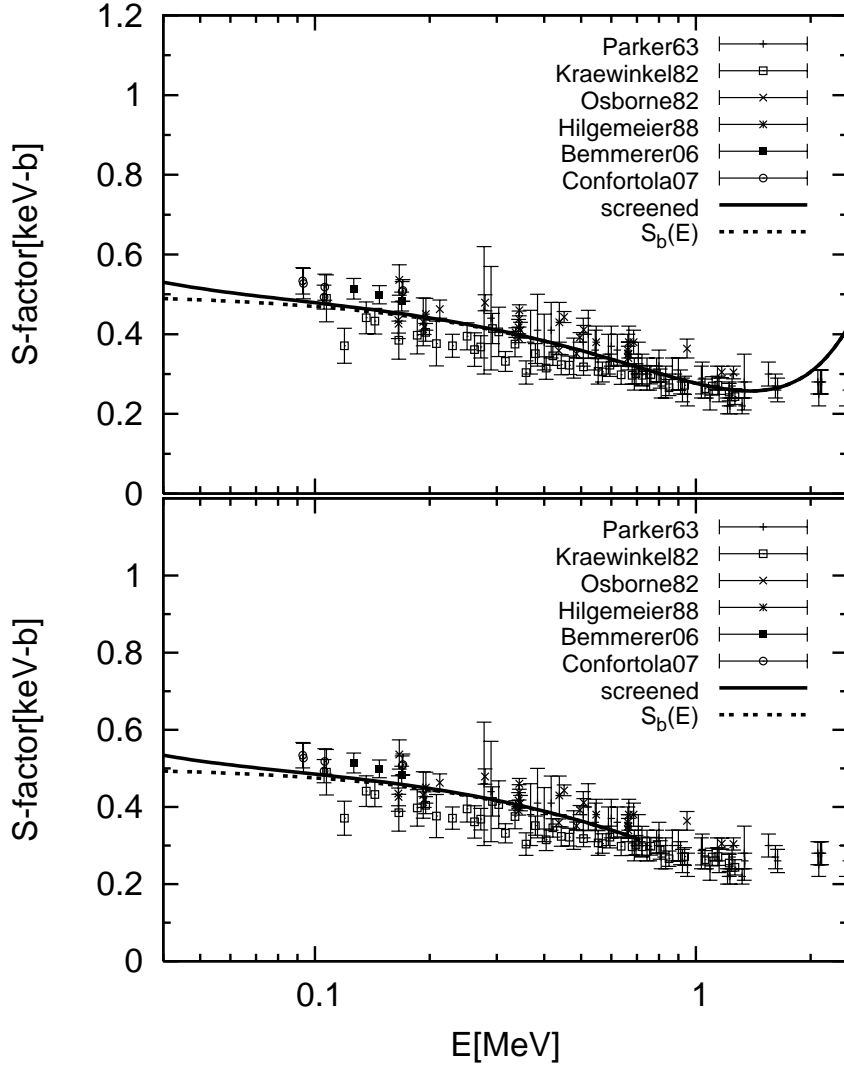 1.2
1
0.8
0.6
0.4
0.2
0
S-factor[keV-b]
Parker63
Kraewinkel82
Osborne82
Hilgemeier88
Bemmerer06
Confortola07
screened
S_b(E)
1
0.8
0.6
0.4
0.2
0
S-factor[keV-b]
Parker63
Kraewinkel82
Osborne82
Hilgemeier88
Bemmerer06
Confortola07
screened
S_b(E)
0.1
1
E[MeV]